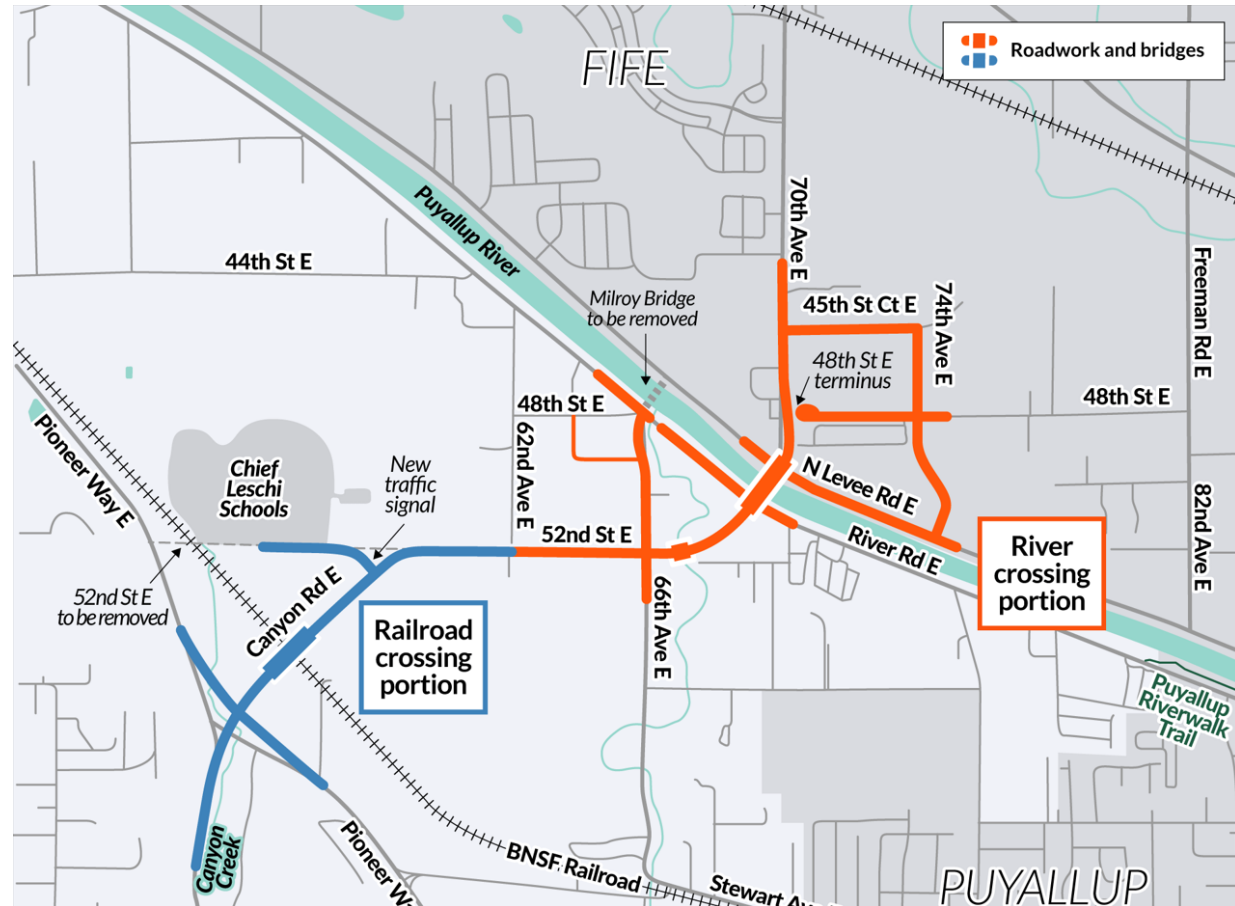 FIFE
Roadwork and bridges
Puyallup River
70th Ave E
44th St E
Freeman Rd E
Milroy Bridge
to be removed
45th St Ct E
74th Ave E
48th St E
terminus
48th St E
48th St E
Pioneer Way E
62nd Ave E
Chief
Leschi
Schools
New
traffic
signal
N Levee Rd E
82nd Ave E
52nd St E
River Rd E
River
crossing
portion
52nd St E
to be removed
Canyon Rd E
66th Ave E
Railroad
crossing
portion
Puyallup
Riverwalk
Trail
Canyon
Creek
Pioneer W
BNSF Railroad
Stewart Av
PUYALLUP